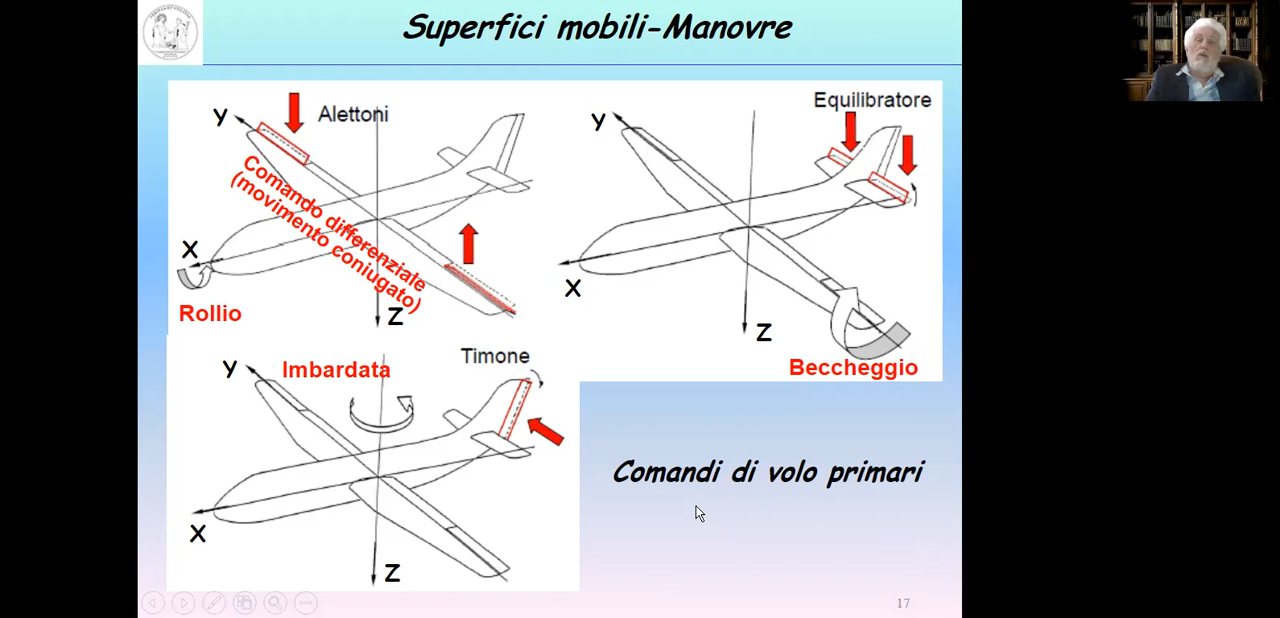 Superfici mobili-Manovre
Y
Alettoni
Comando differenziale
(movimento coniugato)
X
Rollio
Z
Y
Equilibratore
X
Z
Beccheggio
Y
Imbardata
Timone
X
Z
Comandi di volo primari
17